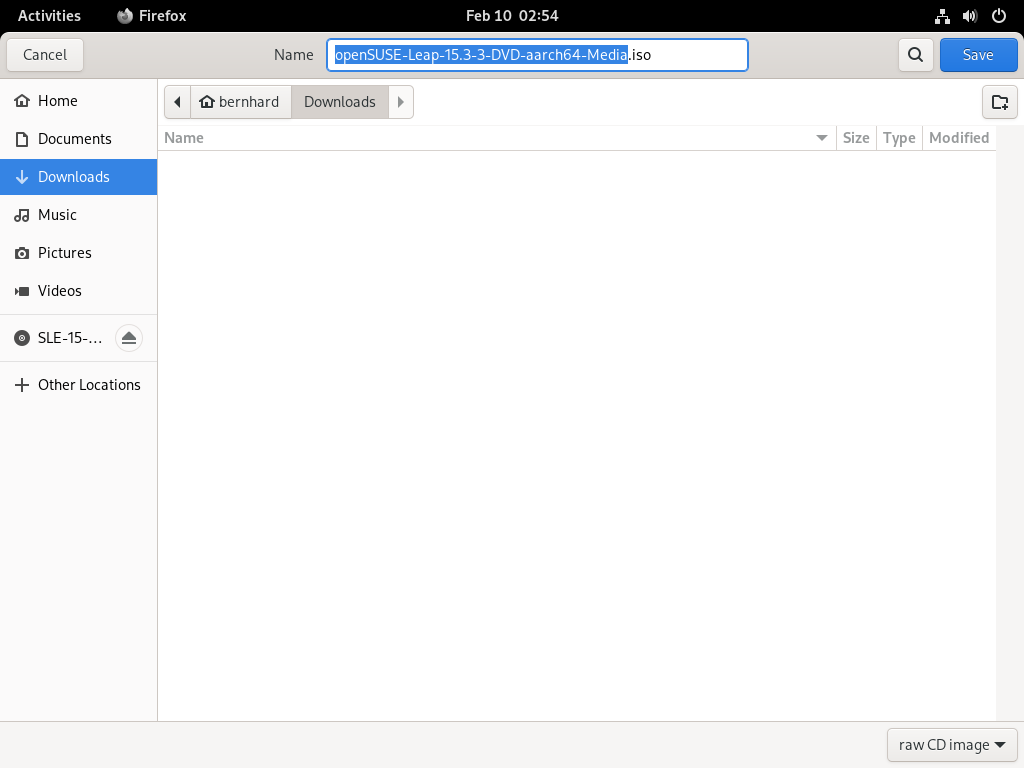 Activities Firefox Feb 10 02:54
Cancel Name openSUSE-Leap-15.3-3-DVD-aarch64-Media.iso Save
Home
bernhard Downloads
Documents
Name Size Type Modified
Downloads
Music
Pictures
Videos
SLE-15-...
Other Locations
raw CD image